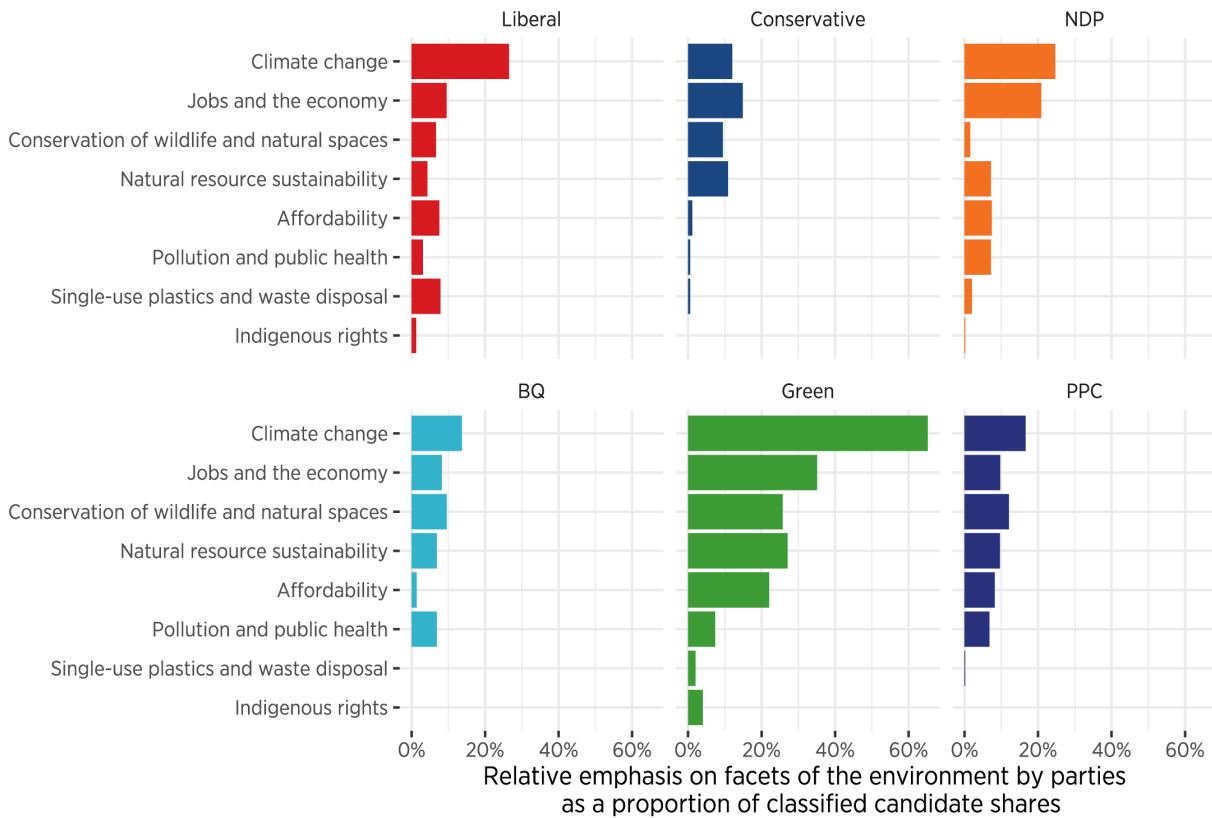 Liberal
Conservative
NDP
Climate change
Jobs and the economy
Conservation of wildlife and natural spaces
Natural resource sustainability
Affordability
Pollution and public health
Single-use plastics and waste disposal
Indigenous rights
BQ
Green
PPC
Climate change
Jobs and the economy
Conservation of wildlife and natural spaces
Natural resource sustainability
Affordability
Pollution and public health
Single-use plastics and waste disposal
Indigenous rights
0% 20% 40% 60% 0% 20% 40% 60% 0% 20% 40% 60%
Relative emphasis on facets of the environment by parties
as a proportion of classified candidate shares